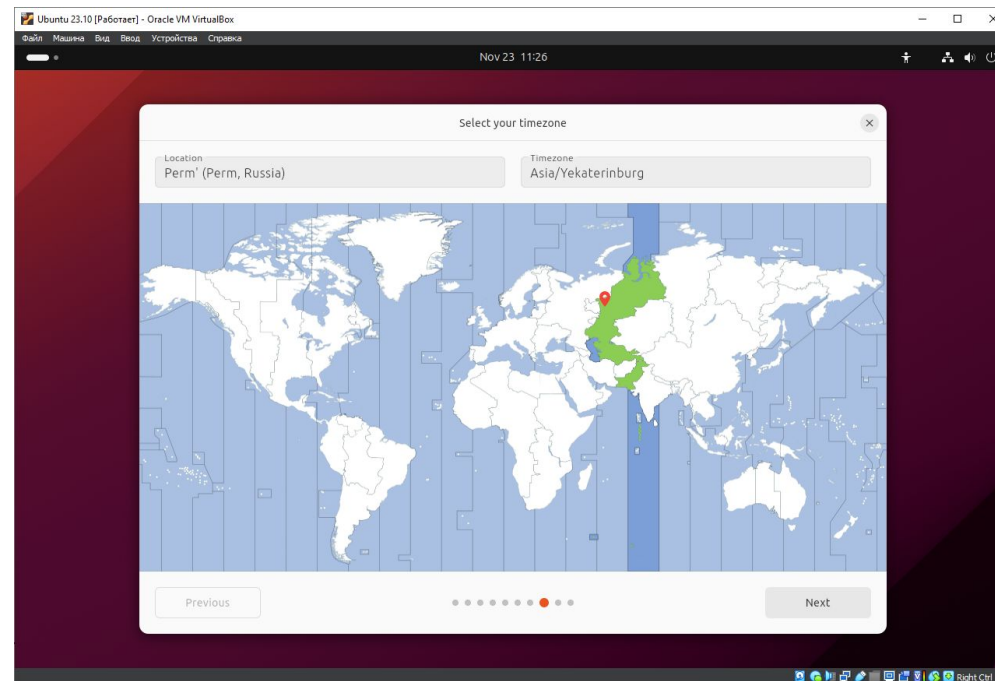 Ubuntu 23.10 [Работает] - Oracle VM VirtualBox
Файл Машина Вид Ввод Устройства Справка
Nov 23 11:26
Select your timezone
Location
Perm' (Perm, Russia)
Timezone
Asia/Yekaterinburg
Previous
Next
Right Ctrl